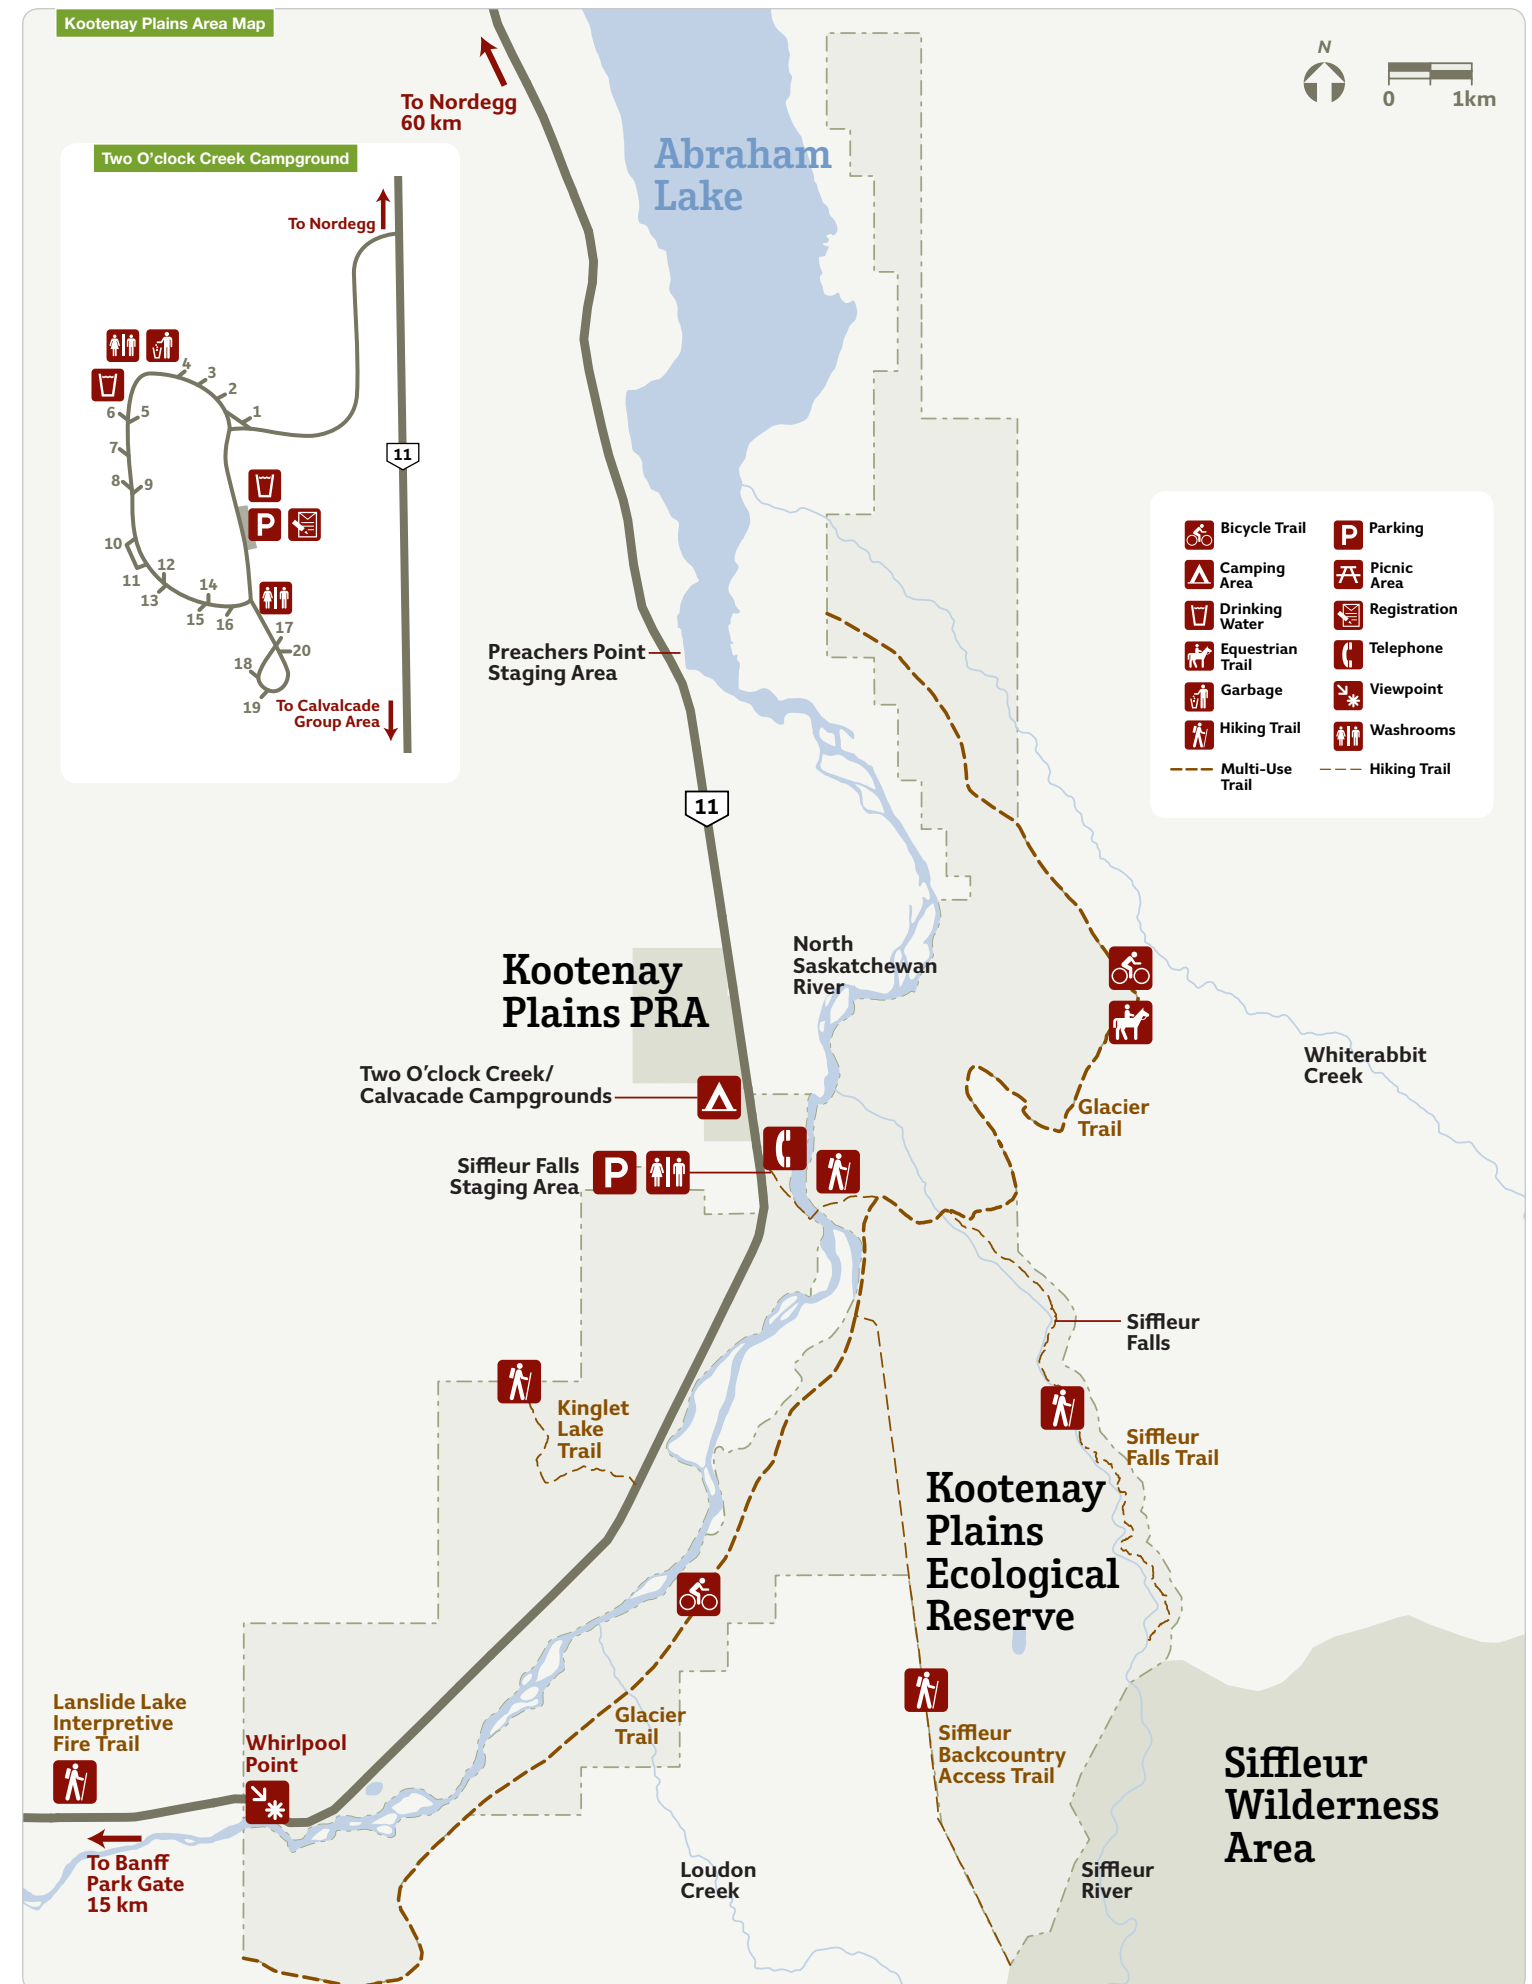 Kootenay Plains Area Map
To Nordegg
60 km
Abraham
Lake
N
0
1km
Two O'clock Creek Campground
To Nordegg
4
3
2
1
6
5
7
8
9
11
P
10
11
12
13
14
15
16
17
20
18
19
To Calvalcade
Group Area
Bicycle Trail
P
Parking
Camping
Area
Picnic
Area
Drinking
Water
Registration
Equestrian
Trail
Telephone
Garbage
Viewpoint
Hiking Trail
Washrooms
Multi-Use
Trail
Hiking Trail
Preachers Point
Staging Area
11
North
Saskatchewan
River
Kootenay
Plains PRA
Whiterabbit
Creek
Two O'clock Creek/
Calvacade Campgrounds
Glacier
Trail
Siffleur Falls
Staging Area
P
Siffleur
Falls
Kinglet
Lake
Trail
Siffleur
Falls Trail
Kootenay
Plains
Ecological
Reserve
Lanslide Lake
Interpretive
Fire Trail
Whirlpool
Point
Glacier
Trail
Siffleur
Backcountry
Access Trail
Siffleur
Wilderness
Area
To Banff
Park Gate
15 km
Loudon
Creek
Siffleur
River